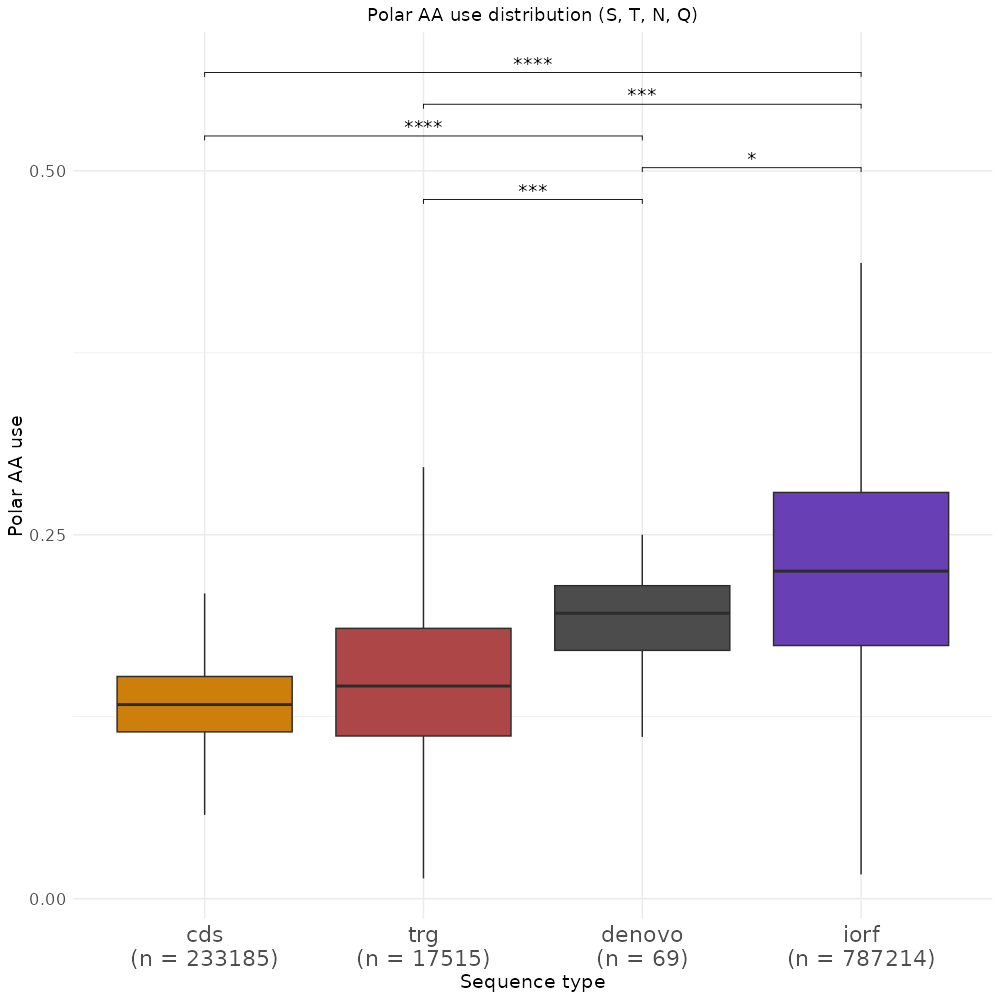 Polar AA use distribution (S, T, N, Q)
****
***
****
*
***
0.50
0.25
0.00
Polar AA use
cds trg denovo iorf
(n = 233185) (n = 17515) (n = 69) (n = 787214)
Sequence type